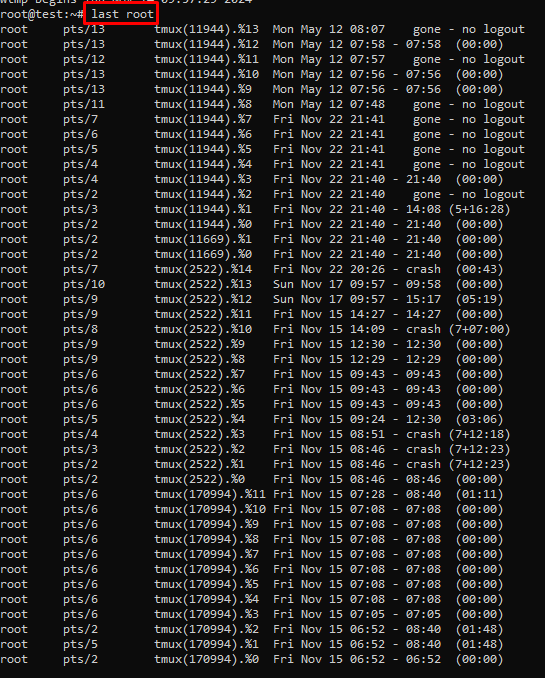 wtmp begins Thu Nov 14 09:57:29 2024
root@test:~# last root
root     pts/13       tmux(11944).%13  Mon May 12 08:07    gone - no logout
root     pts/13       tmux(11944).%12  Mon May 12 07:58 - 07:58  (00:00)
root     pts/12       tmux(11944).%11  Mon May 12 07:57    gone - no logout
root     pts/13       tmux(11944).%10  Mon May 12 07:56 - 07:56  (00:00)
root     pts/13       tmux(11944).%9   Mon May 12 07:56 - 07:56  (00:00)
root     pts/11       tmux(11944).%8   Mon May 12 07:48    gone - no logout
root     pts/7        tmux(11944).%7   Fri Nov 22 21:41    gone - no logout
root     pts/6        tmux(11944).%6   Fri Nov 22 21:41    gone - no logout
root     pts/5        tmux(11944).%5   Fri Nov 22 21:41    gone - no logout
root     pts/4        tmux(11944).%4   Fri Nov 22 21:41    gone - no logout
root     pts/4        tmux(11944).%3   Fri Nov 22 21:40 - 21:40  (00:00)
root     pts/2        tmux(11944).%2   Fri Nov 22 21:40    gone - no logout
root     pts/3        tmux(11944).%1   Fri Nov 22 21:40 - 14:08 (5+16:28)
root     pts/2        tmux(11944).%0   Fri Nov 22 21:40 - 21:40  (00:00)
root     pts/2        tmux(11669).%1   Fri Nov 22 21:40 - 21:40  (00:00)
root     pts/2        tmux(11669).%0   Fri Nov 22 21:40 - 21:40  (00:00)
root     pts/7        tmux(2522).%14   Fri Nov 22 20:26 - crash  (00:43)
root     pts/10       tmux(2522).%13   Sun Nov 17 09:57 - 09:58  (00:00)
root     pts/9        tmux(2522).%12   Sun Nov 17 09:57 - 15:17  (05:19)
root     pts/9        tmux(2522).%11   Fri Nov 15 14:27 - 14:27  (00:00)
root     pts/8        tmux(2522).%10   Fri Nov 15 14:09 - crash (7+07:00)
root     pts/9        tmux(2522).%9    Fri Nov 15 12:30 - 12:30  (00:00)
root     pts/9        tmux(2522).%8    Fri Nov 15 12:29 - 12:29  (00:00)
root     pts/6        tmux(2522).%7    Fri Nov 15 09:43 - 09:43  (00:00)
root     pts/6        tmux(2522).%6    Fri Nov 15 09:43 - 09:43  (00:00)
root     pts/6        tmux(2522).%5    Fri Nov 15 09:43 - 09:43  (00:00)
root     pts/5        tmux(2522).%4    Fri Nov 15 09:24 - 12:30  (03:06)
root     pts/4        tmux(2522).%3    Fri Nov 15 08:51 - crash (7+12:18)
root     pts/3        tmux(2522).%2    Fri Nov 15 08:46 - crash (7+12:23)
root     pts/2        tmux(2522).%1    Fri Nov 15 08:46 - crash (7+12:23)
root     pts/2        tmux(2522).%0    Fri Nov 15 08:46 - 08:46  (00:00)
root     pts/6        tmux(170994).%11 Fri Nov 15 07:28 - 08:40  (01:11)
root     pts/6        tmux(170994).%10 Fri Nov 15 07:08 - 07:08  (00:00)
root     pts/6        tmux(170994).%9  Fri Nov 15 07:08 - 07:08  (00:00)
root     pts/6        tmux(170994).%8  Fri Nov 15 07:08 - 07:08  (00:00)
root     pts/6        tmux(170994).%7  Fri Nov 15 07:08 - 07:08  (00:00)
root     pts/6        tmux(170994).%6  Fri Nov 15 07:08 - 07:08  (00:00)
root     pts/6        tmux(170994).%5  Fri Nov 15 07:08 - 07:08  (00:00)
root     pts/6        tmux(170994).%4  Fri Nov 15 07:08 - 07:08  (00:00)
root     pts/6        tmux(170994).%3  Fri Nov 15 07:05 - 07:05  (00:00)
root     pts/2        tmux(170994).%2  Fri Nov 15 06:52 - 08:40  (01:48)
root     pts/5        tmux(170994).%1  Fri Nov 15 06:52 - 08:40  (01:48)
root     pts/2        tmux(170994).%0  Fri Nov 15 06:52 - 06:52  (00:00)